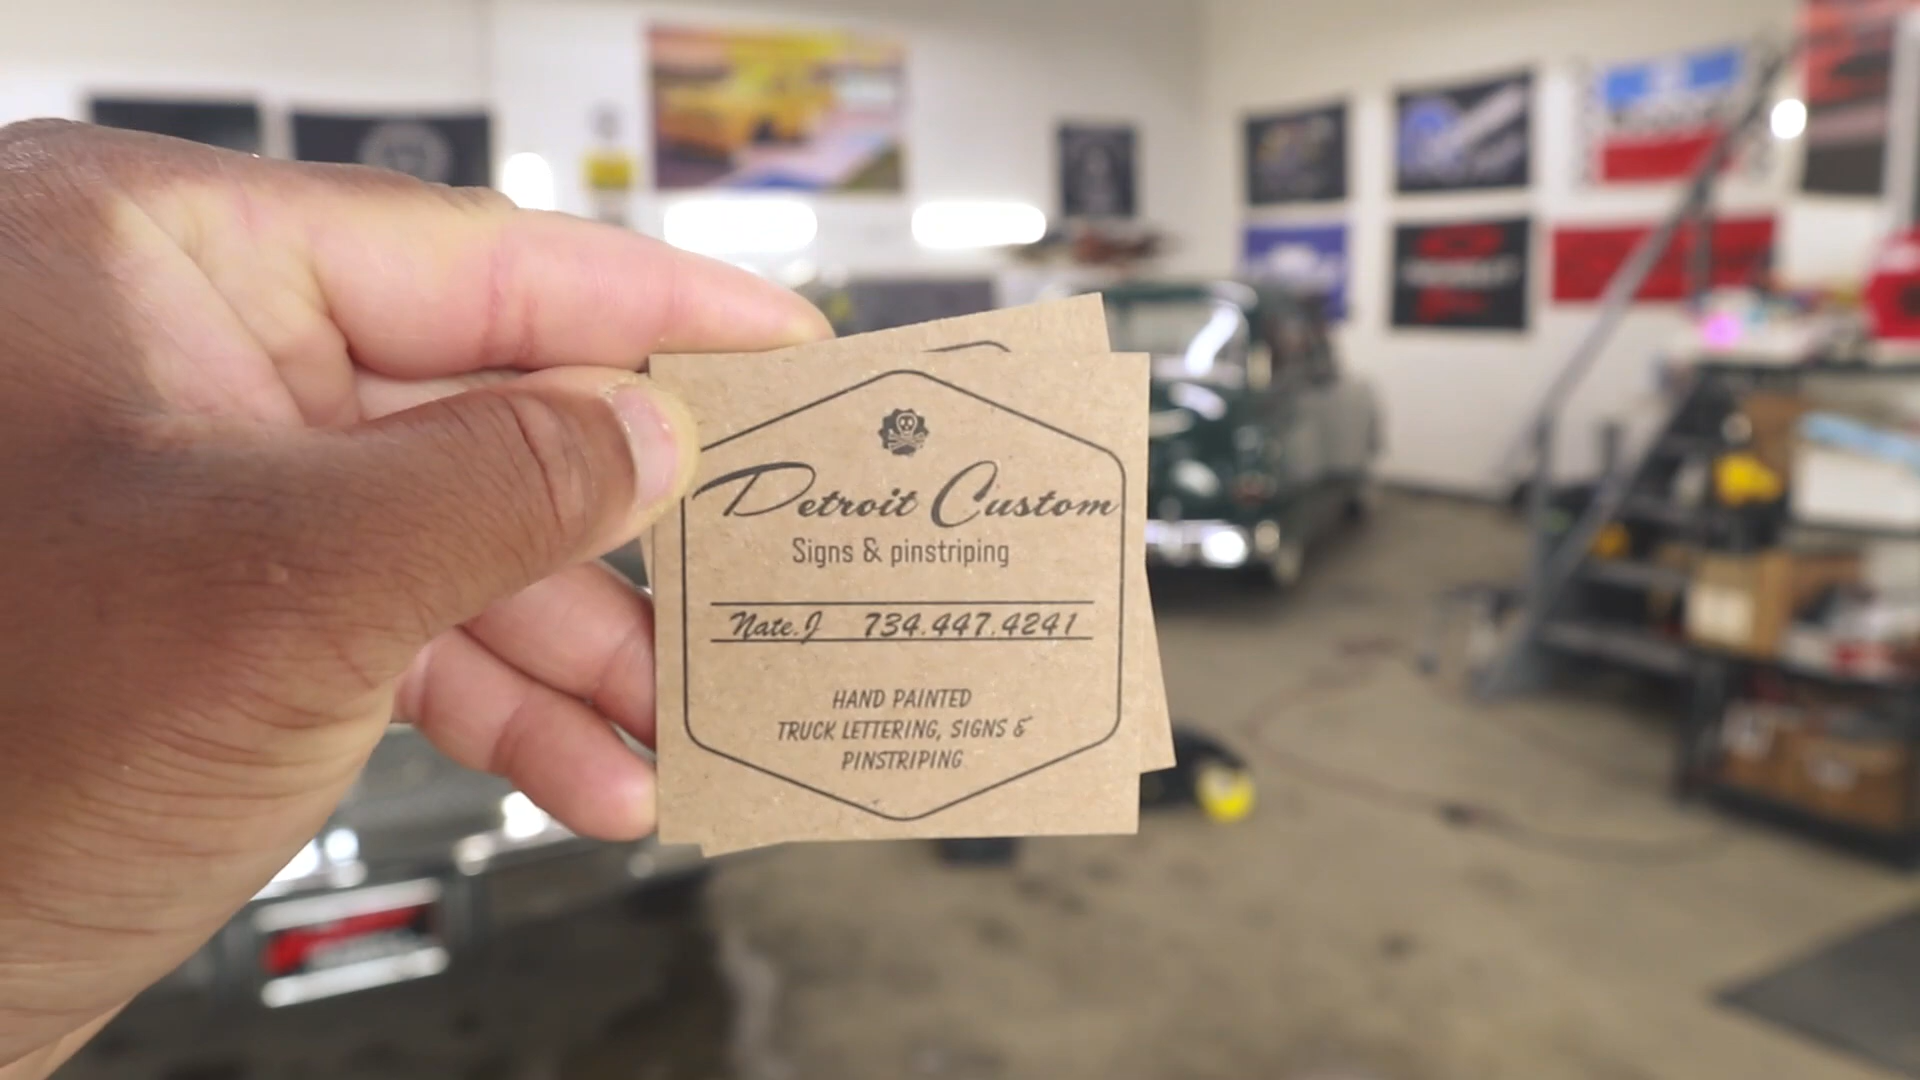 Detroit Custom
Signs & pinstriping
Nate.J 734.447.4241
HAND PAINTED
TRUCK LETTERING, SIGNS &
PINSTRIPING